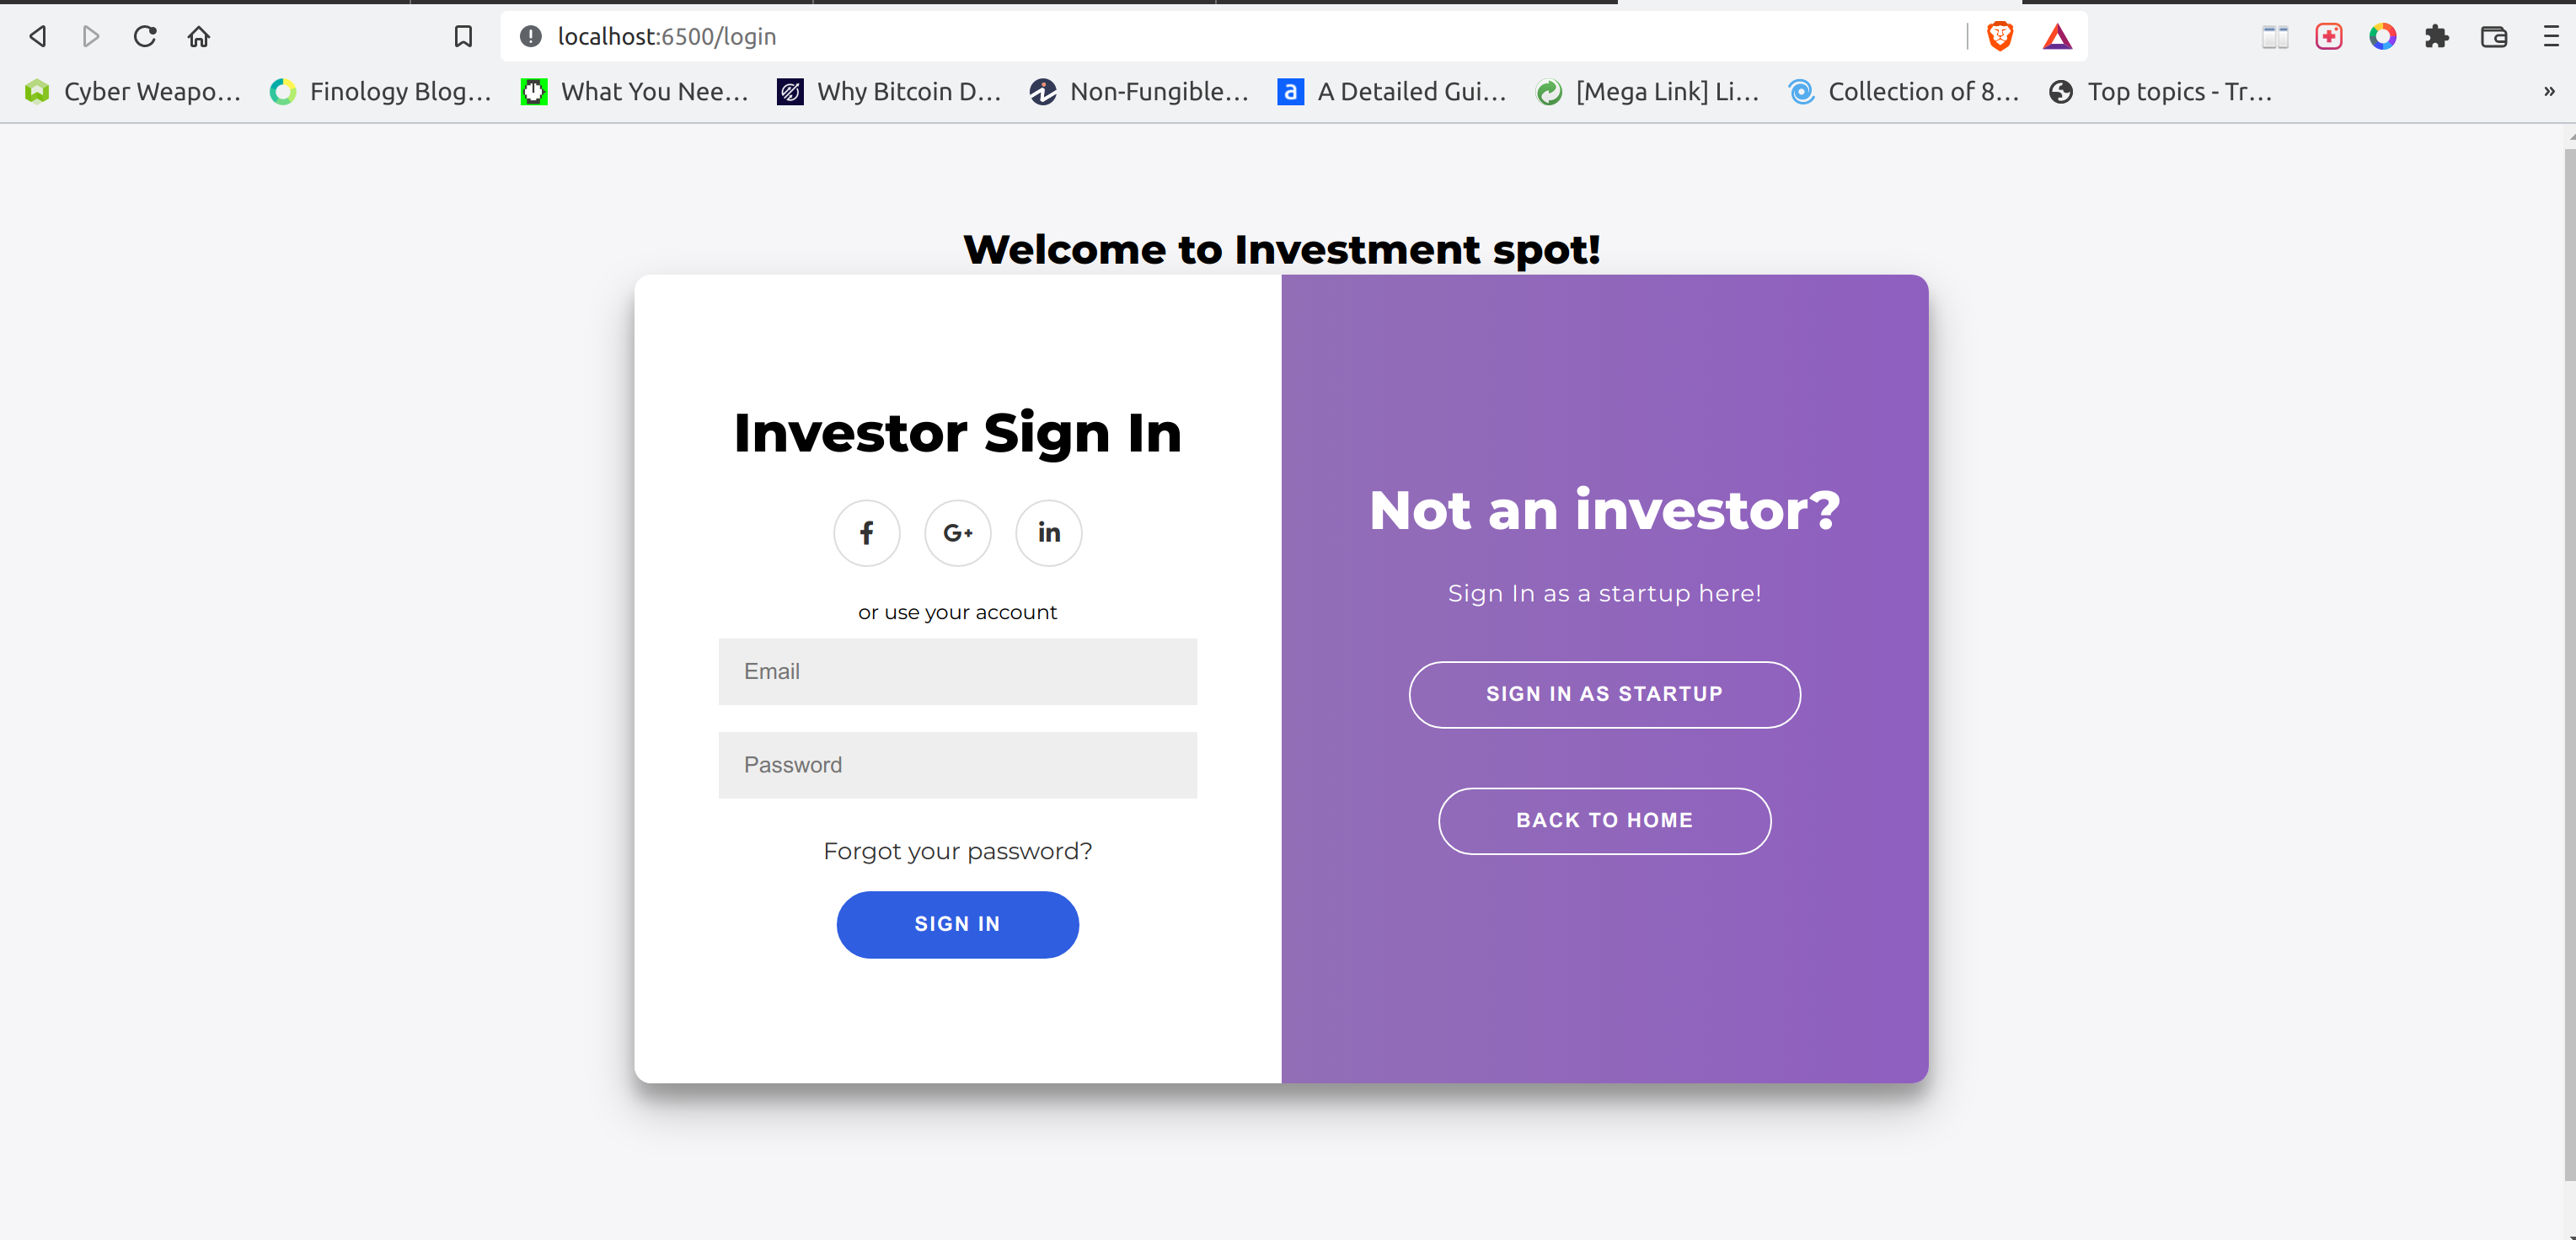 localhost:6500/login
Cyber Weapo... Finology Blog... What You Nee... Why Bitcoin D... Non-Fungible... a A Detailed Gui... [Mega Link] Li... Collection of 8... Top topics - Tr... »
Welcome to Investment spot!
Investor Sign In
f G+ in
or use your account
Email
Password
Forgot your password?
SIGN IN
Not an investor?
Sign In as a startup here!
SIGN IN AS STARTUP
BACK TO HOME